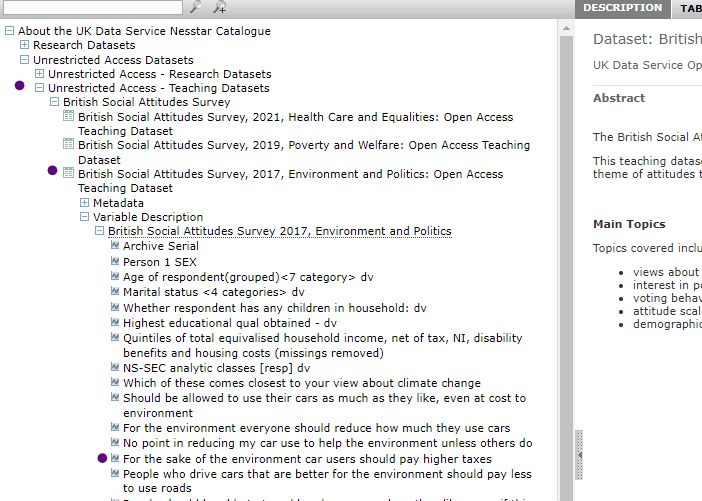 DESCRIPTION
TAB
About the UK Data Service Nesstar Catalogue
Research Datasets
Unrestricted Access Datasets
Unrestricted Access - Research Datasets
Unrestricted Access - Teaching Datasets
British Social Attitudes Survey
British Social Attitudes Survey, 2021, Health Care and Equalities: Open Access
Teaching Dataset
British Social Attitudes Survey, 2019, Poverty and Welfare: Open Access Teaching
Dataset
British Social Attitudes Survey, 2017, Environment and Politics: Open Access
Teaching Dataset
Metadata
Variable Description
British Social Attitudes Survey 2017, Environment and Politics
Archive Serial
Person 1 SEX
Age of respondent(grouped)<7 category> dv
Marital status <4 categories> dv
Whether respondent has any children in household: dv
Highest educational qual obtained - dv
Quintiles of total equivalised household income, net of tax, NI, disability
benefits and housing costs (missings removed)
NS-SEC analytic classes [resp] dv
Which of these comes closest to your view about climate change
Should be allowed to use their cars as much as they like, even at cost to
environment
For the environment everyone should reduce how much they use cars
No point in reducing my car use to help the environment unless others do
For the sake of the environment car users should pay higher taxes
People who drive cars that are better for the environment should pay less
to use roads
Dataset: British
UK Data Service Op
Abstract
The British Social At
This teaching datase
theme of attitudes t
Main Topics
Topics covered inclu
views about
interest in po
voting behav
attitude scal
demographic